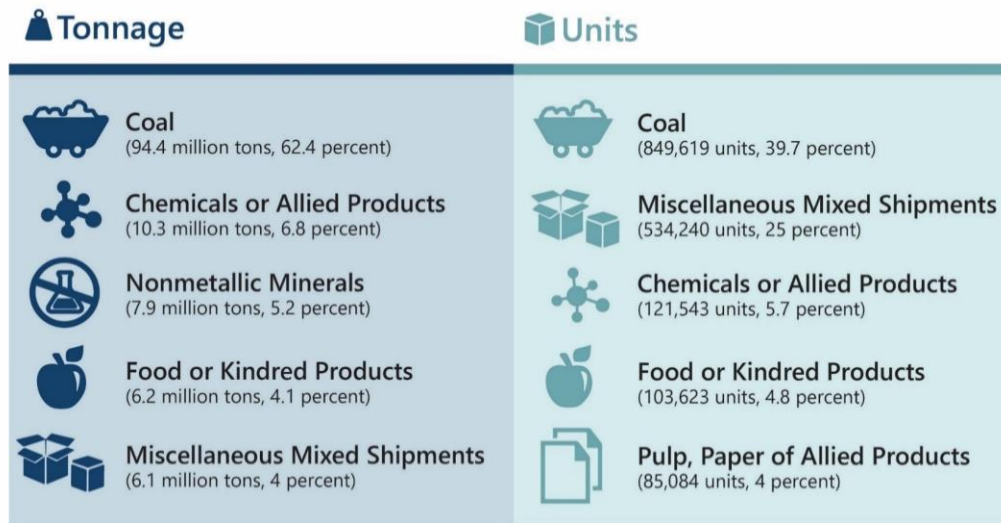 Tonnage
Coal
(94.4 million tons, 62.4 percent)
Chemicals or Allied Products
(10.3 million tons, 6.8 percent)
Nonmetallic Minerals
(7.9 million tons, 5.2 percent)
Food or Kindred Products
(6.2 million tons, 4.1 percent)
Miscellaneous Mixed Shipments
(6.1 million tons, 4 percent)
Units
Coal
(849,619 units, 39.7 percent)
Miscellaneous Mixed Shipments
(534,240 units, 25 percent)
Chemicals or Allied Products
(121,543 units, 5.7 percent)
Food or Kindred Products
(103,623 units, 4.8 percent)
Pulp, Paper of Allied Products
(85,084 units, 4 percent)